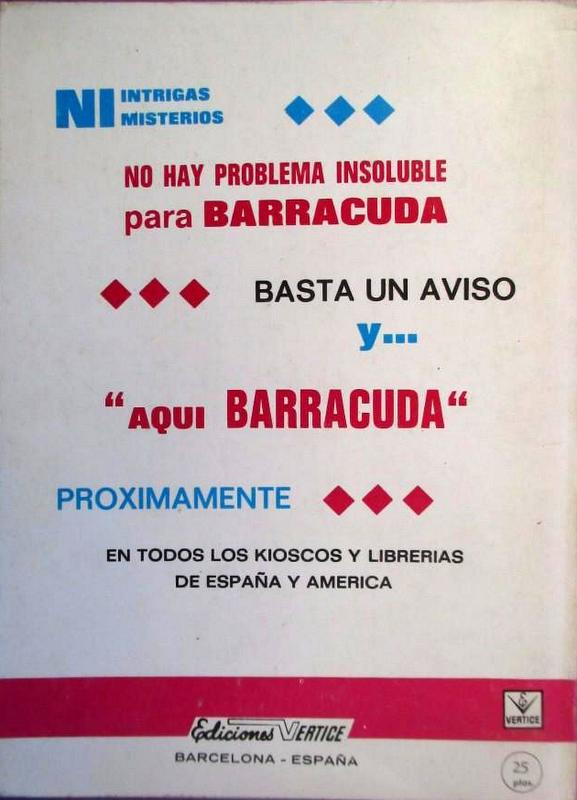 NI INTRIGAS
MISTERIOS
NO HAY PROBLEMA INSOLUBLE
para BARRACUDA
BASTA UN AVISO
y...
“AQUI BARRACUDA“
PROXIMAMENTE
EN TODOS LOS KIOSCOS Y LIBRERIAS
DE ESPAÑA Y AMERICA
Ediciones VERTICE
BARCELONA - ESPAÑA
VERTICE
25
ptas.